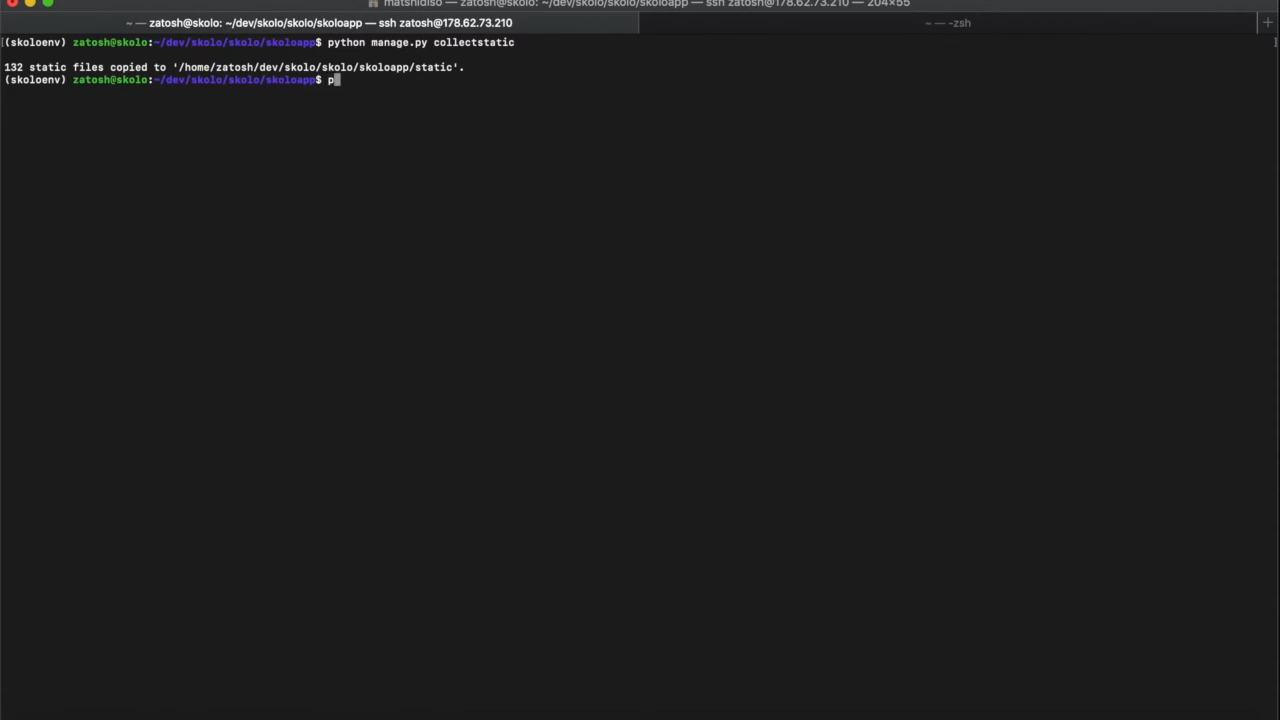 matshidiso — zatosh@skolo: ~/dev/skolo/skolo/skoloapp — ssh zatosh@178.62.73.210 — 204×55
~ — zatosh@skolo: ~/dev/skolo/skolo/skoloapp — ssh zatosh@178.62.73.210
~ — -zsh
[(skoloenv) zatosh@skolo:~/dev/skolo/skolo/skoloapp$ python manage.py collectstatic ]
132 static files copied to '/home/zatosh/dev/skolo/skolo/skoloapp/static'.
(skoloenv) zatosh@skolo:~/dev/skolo/skolo/skoloapp$ p